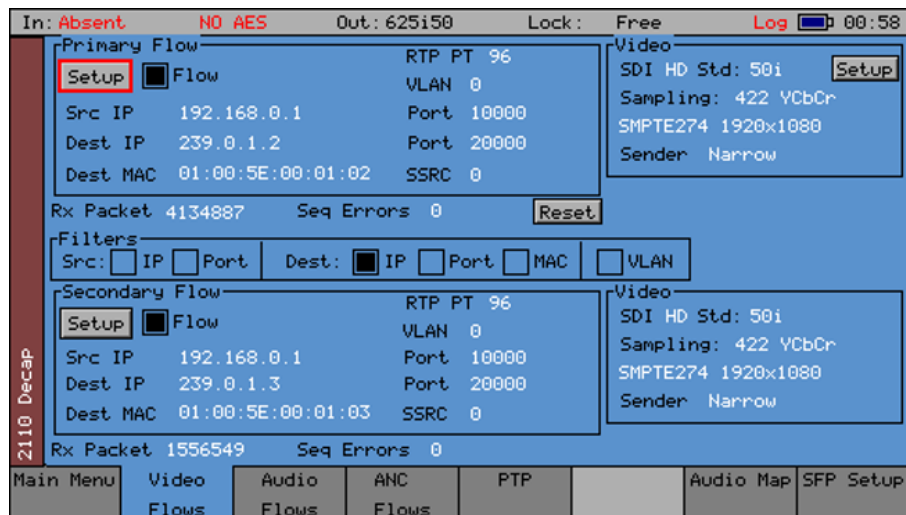 In: Absent NO AES Out: 625i50 Lock: Free Log 00:58
Primary Flow
Setup Flow RTP PT 96
VLAN 0
Src IP 192.168.0.1 Port 10000
Dest IP 239.0.1.2 Port 20000
Dest MAC 01:00:5E:00:01:02 SSRC 0
Video
SDI HD Std: 50i Setup
Sampling: 422 YCbCr
SMPTE274 1920x1080
Sender Narrow
Rx Packet 4134887 Seq Errors 0 Reset
Filters
Src: IP Port Dest: IP Port MAC VLAN
Secondary Flow
Setup Flow RTP PT 96
VLAN 0
Src IP 192.168.0.1 Port 10000
Dest IP 239.0.1.3 Port 20000
Dest MAC 01:00:5E:00:01:03 SSRC 0
Video
SDI HD Std: 50i
Sampling: 422 YCbCr
SMPTE274 1920x1080
Sender Narrow
Rx Packet 1556549 Seq Errors 0
2110 Decap
Main Menu
Video Flows
Audio Flows
ANC Flows
PTP
Audio Map
SFP Setup